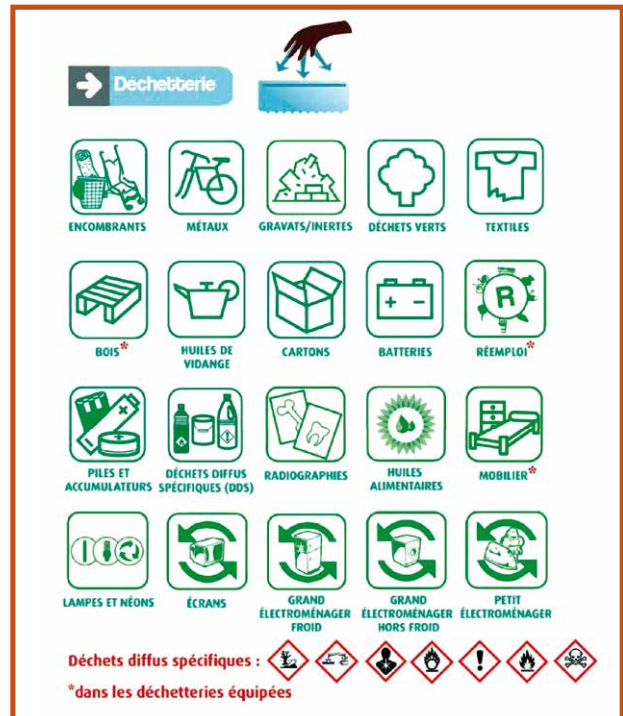 Déchetterie
ENCOMBRANTS
MÉTAUX
GRAVATS/INERTES
DÉCHETS VERTS
TEXTILES
BOIS*
HUILES DE
VIDANGE
CARTONS
BATTERIES
R
RÉEMPLOI*
PILES ET
ACCUMULATEURS
DÉCHETS DIFFUS
SPÉCIFIQUES (DDS)
RADIOGRAPHIES
HUILES
ALIMENTAIRES
MOBILIER*
LAMPES ET NÉONS
ÉCRANS
GRAND
ÉLECTROMÉNAGER
FROID
GRAND
ÉLECTROMÉNAGER
HORS FROID
PETIT
ÉLECTROMÉNAGER
Déchets diffus spécifiques :
*dans les déchetteries équipées